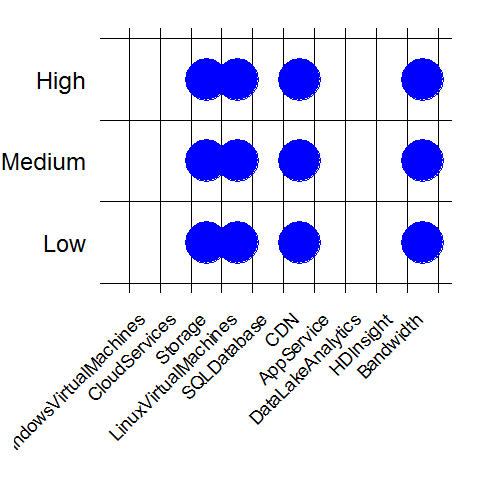 High
Medium
Low
ndowsVirtualMachines
CloudServices
Storage
LinuxVirtualMachines
SQLDatabase
CDN
AppService
DataLakeAnalytics
HDInsight
Bandwidth